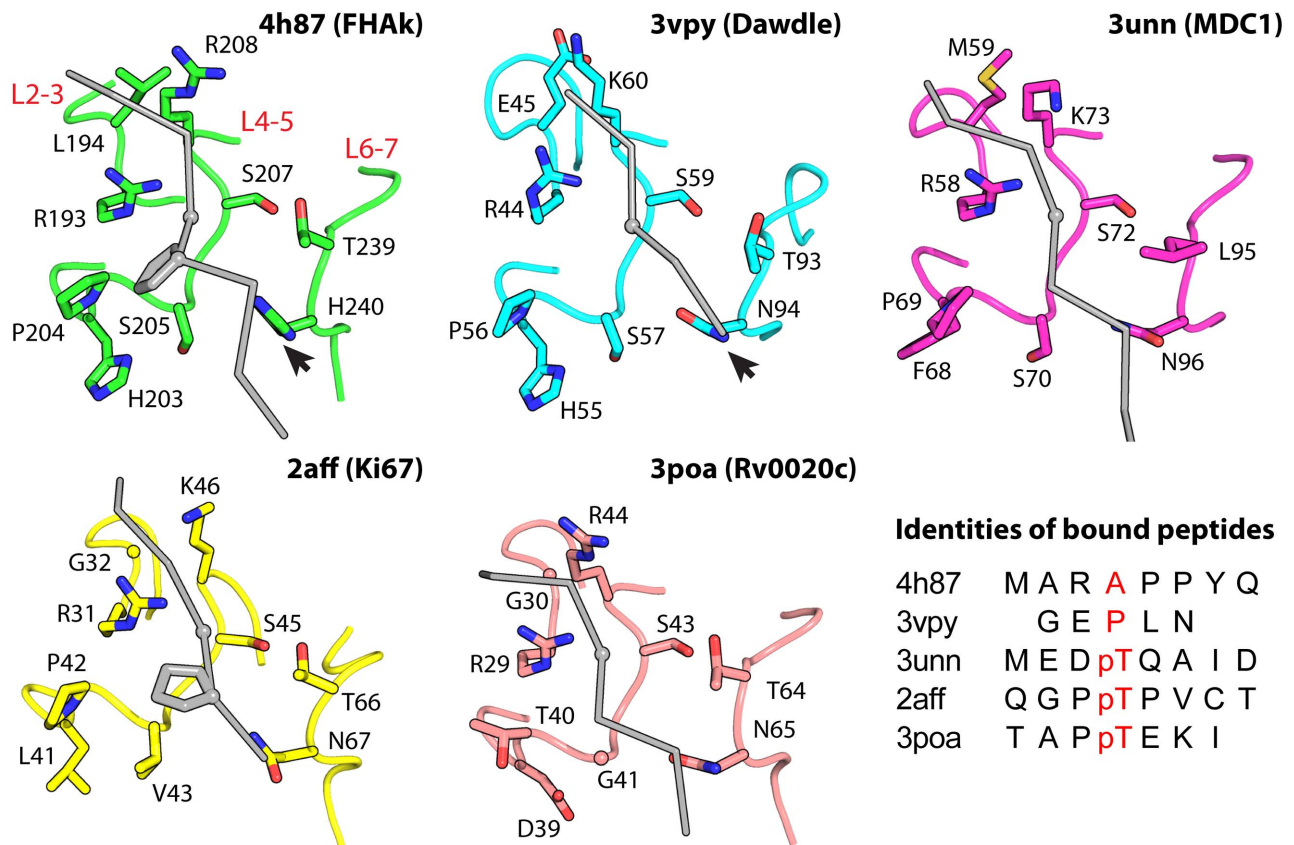 4h87 (FHAk)
R208
L2-3
L4-5
L194
L6-7
S207
R193
T239
P204
S205
H240
H203
3vpy (Dawdle)
K60
E45
S59
R44
T93
P56
S57
N94
H55
3unn (MDC1)
M59
K73
R58
S72
L95
P69
F68
S70
N96
2aff (Ki67)
K46
G32
R31
S45
P42
T66
L41
V43
N67
3poa (Rv0020c)
R44
G30
S43
R29
T64
T40
N65
G41
D39
Identities of bound peptides
4h87 M A R A P P Y Q
3vpy G E P L N
3unn M E D pT Q A I D
2aff Q G P pT P V C T
3poa T A P pT E K I